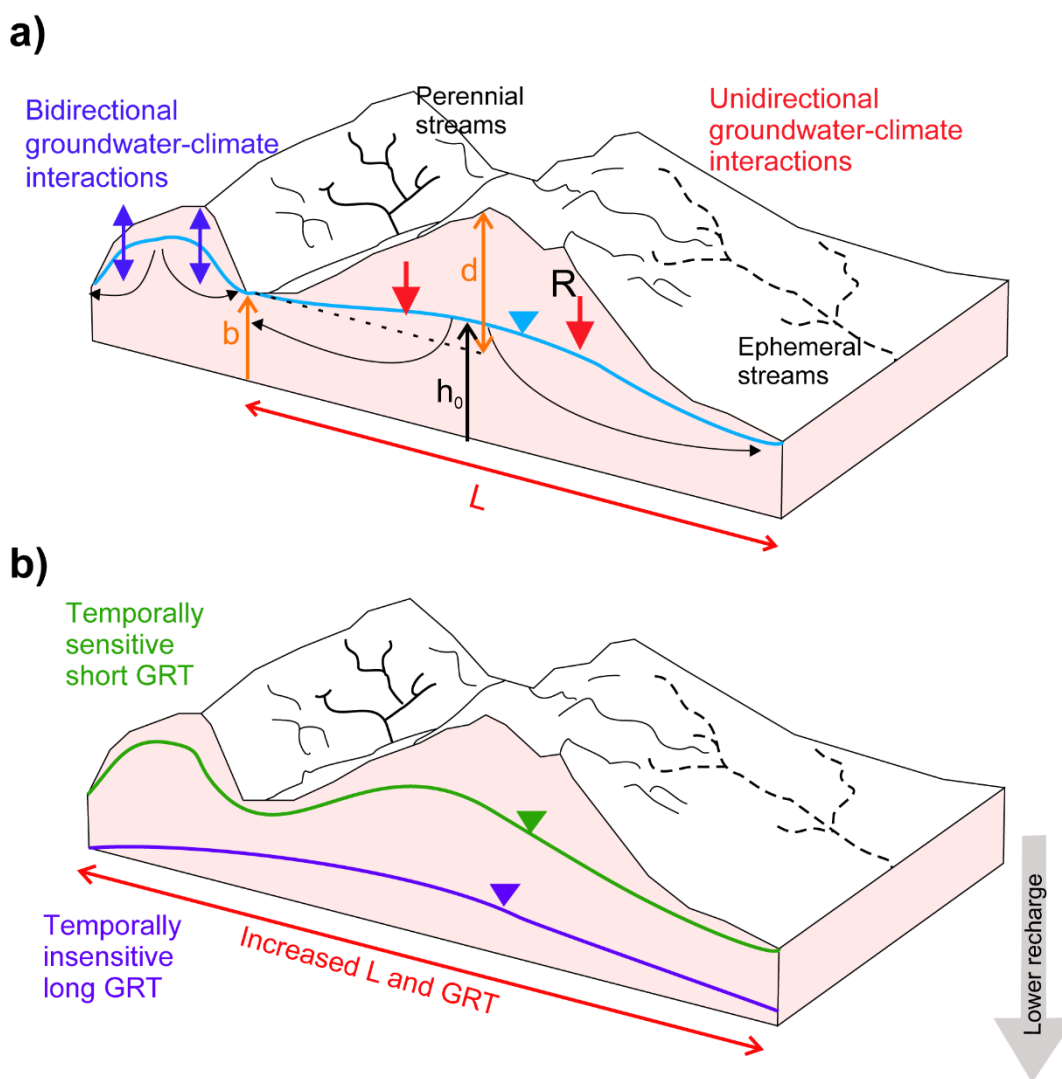 a)
Bidirectional
groundwater-climate
interactions
Perennial
streams
Unidirectional
groundwater-climate
interactions
d
R
b
h₀
Ephemeral
streams
L
b)
Temporally
sensitive
short GRT
Temporally
insensitive
long GRT
Increased L and GRT
Lower recharge